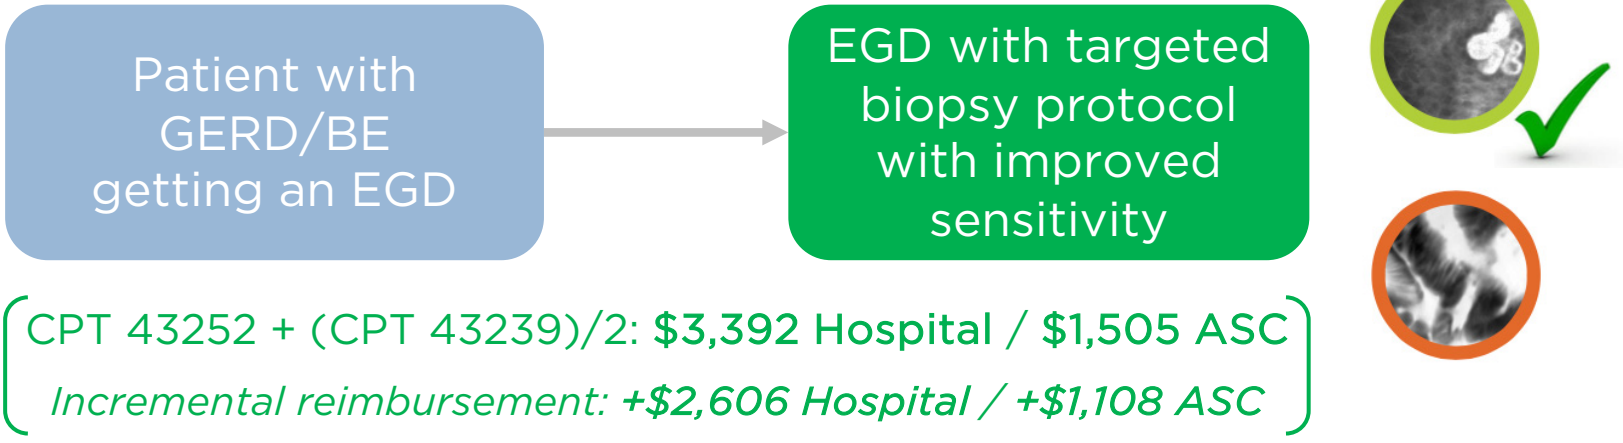 Patient with
GERD/BE
getting an EGD
EGD with targeted
biopsy protocol
with improved
sensitivity
CPT 43252 + (CPT 43239)/2: $3,392 Hospital / $1,505 ASC
Incremental reimbursement: +$2,606 Hospital / +$1,108 ASC